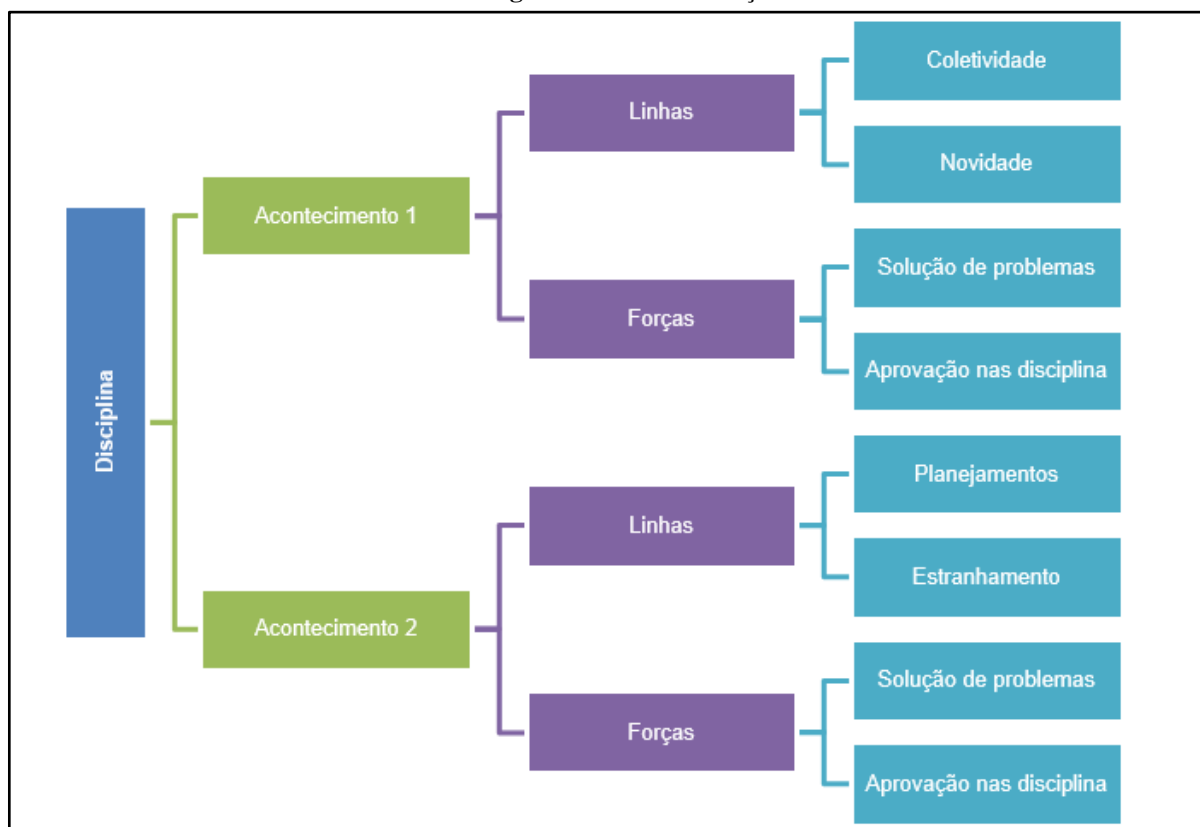 Disciplina
Acontecimento 1
Linhas
Coletividade
Novidade
Forças
Solução de problemas
Aprovação nas disciplina
Acontecimento 2
Linhas
Planejamentos
Estranhamento
Forças
Solução de problemas
Aprovação nas disciplina